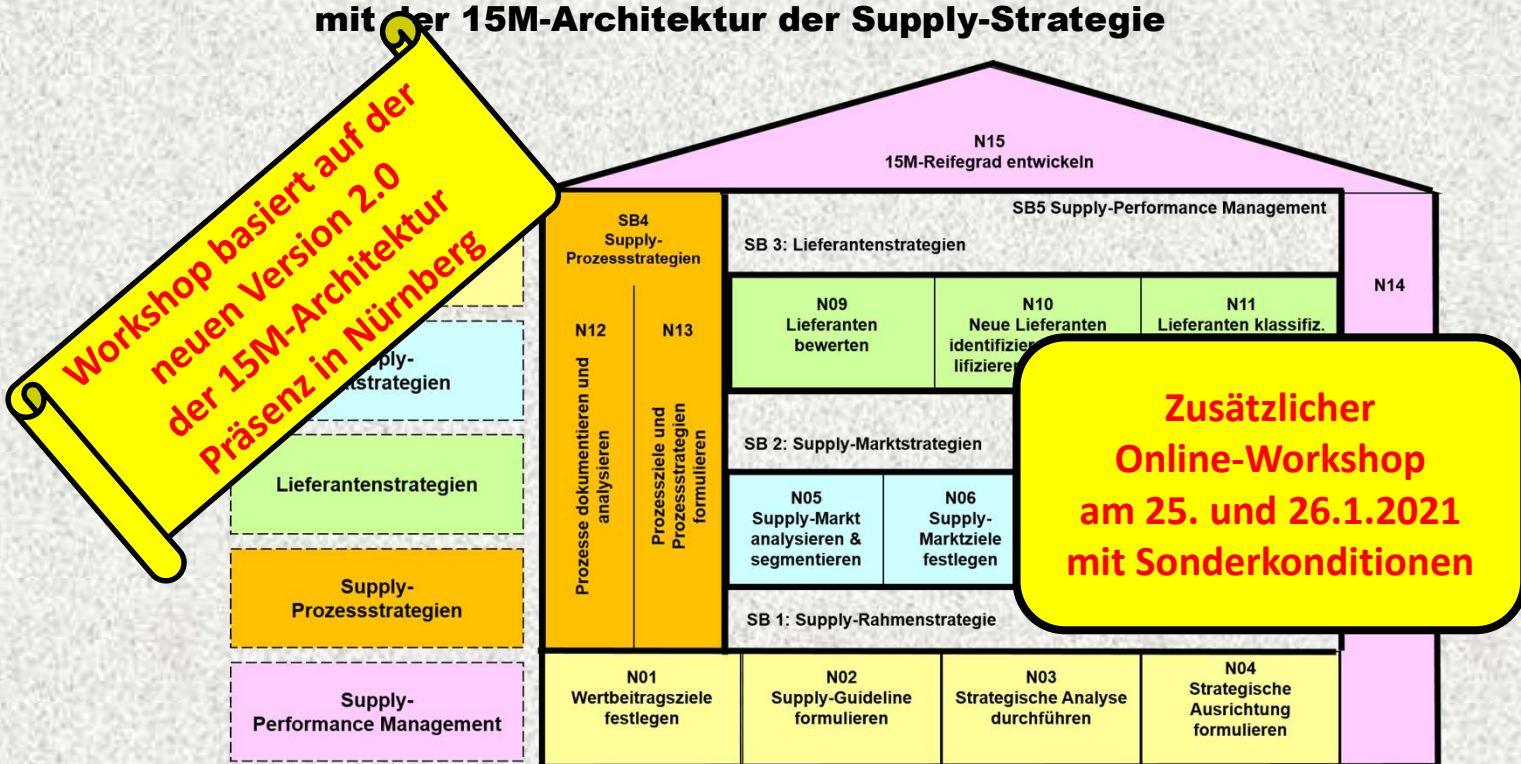 mit der 15M-Architektur der Supply-Strategie
Workshop basiert auf der
neuen Version 2.0
der 15M-Architektur
Präsenz in Nürnberg
N15
15M-Reifegrad entwickeln
SB4
Supply-
Prozessstrategien
N12
Prozesse dokumentieren und
analysieren
N13
Prozessziele und
Prozessstrategien
formulieren
SB5 Supply-Performance Management
SB 3: Lieferantenstrategien
N09
Lieferanten
bewerten
N10
Neue Lieferanten
N11
Lieferanten klassifiz.
N14
Zusätzlicher
Online-Workshop
am 25. und 26.1.2021
mit Sonderkonditionen
SB 2: Supply-Marktstrategien
N05
Supply-Markt
analysieren &
segmentieren
N06
Supply-
Marktziele
festlegen
SB 1: Supply-Rahmenstrategie
N01
Wertbeitragsziele
festlegen
N02
Supply-Guideline
formulieren
N03
Strategische Analyse
durchführen
N04
Strategische
Ausrichtung
formulieren
Lieferantenstrategien
Supply-
Prozessstrategien
Supply-
Performance Management